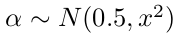 α ∼ N(0.5, x²)